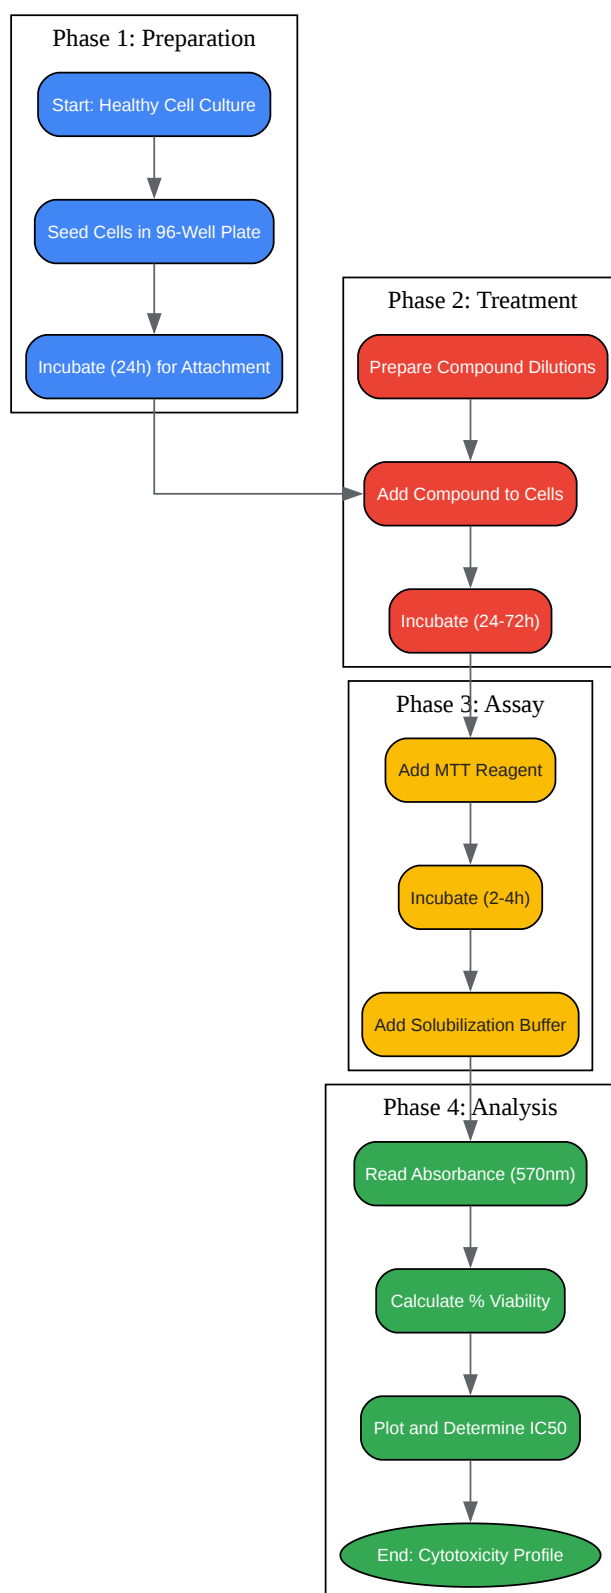 Phase 1: Preparation
Start: Healthy Cell Culture
Seed Cells in 96-Well Plate
Incubate (24h) for Attachment
Phase 2: Treatment
Prepare Compound Dilutions
Add Compound to Cells
Incubate (24-72h)
Phase 3: Assay
Add MTT Reagent
Incubate (2-4h)
Add Solubilization Buffer
Phase 4: Analysis
Read Absorbance (570nm)
Calculate % Viability
Plot and Determine IC50
End: Cytotoxicity Profile